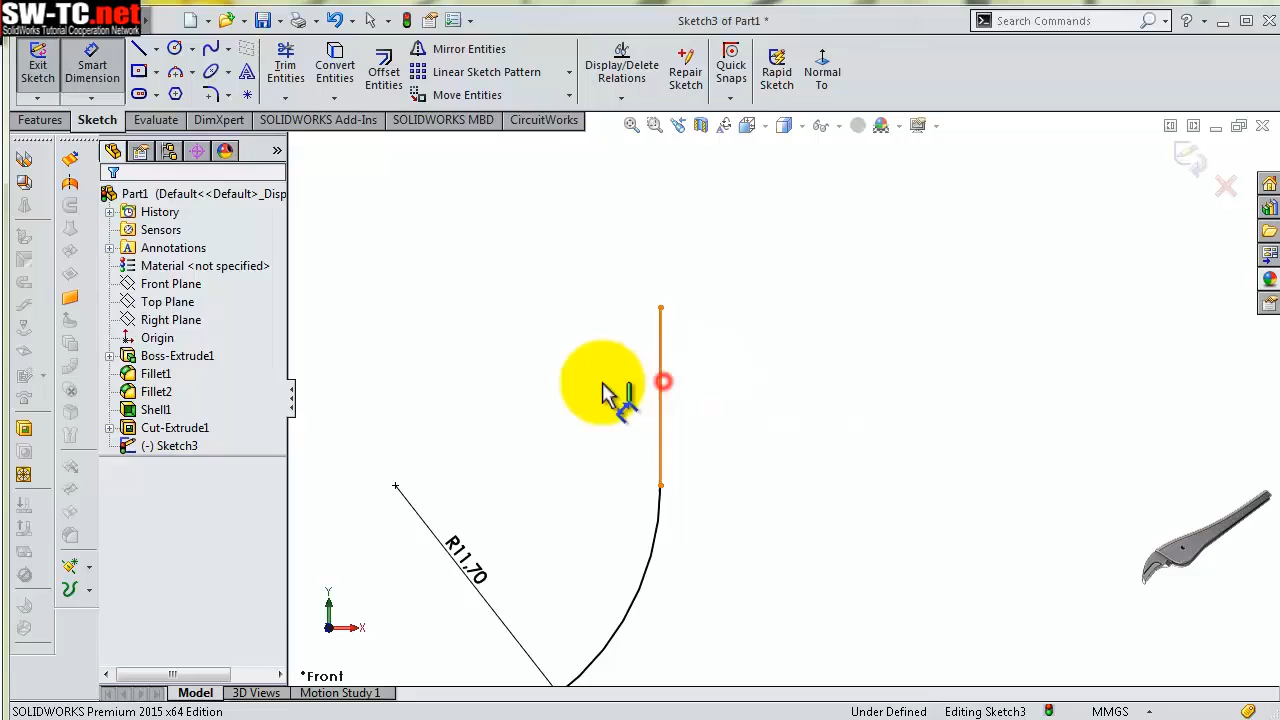 SW-TC.net
SolidWorks Tutorial Cooperation Network
Sketch3 of Part1 *
Search Commands
Exit Sketch
Smart Dimension
Trim Entities
Convert Entities
Offset Entities
Mirror Entities
Linear Sketch Pattern
Move Entities
Display/Delete Relations
Repair Sketch
Quick Snaps
Rapid Sketch
Normal To
Features
Sketch
Evaluate
DimXpert
SOLIDWORKS Add-Ins
SOLIDWORKS MBD
CircuitWorks
Part1 (Default<<Default>_Disp
History
Sensors
Annotations
Material <not specified>
Front Plane
Top Plane
Right Plane
Origin
Boss-Extrude1
Fillet1
Fillet2
Shell1
Cut-Extrude1
(-) Sketch3
R11.70
Y
X
*Front
Model
3D Views
Motion Study 1
SOLIDWORKS Premium 2015 x64 Edition
Under Defined
Editing Sketch3
MMGS